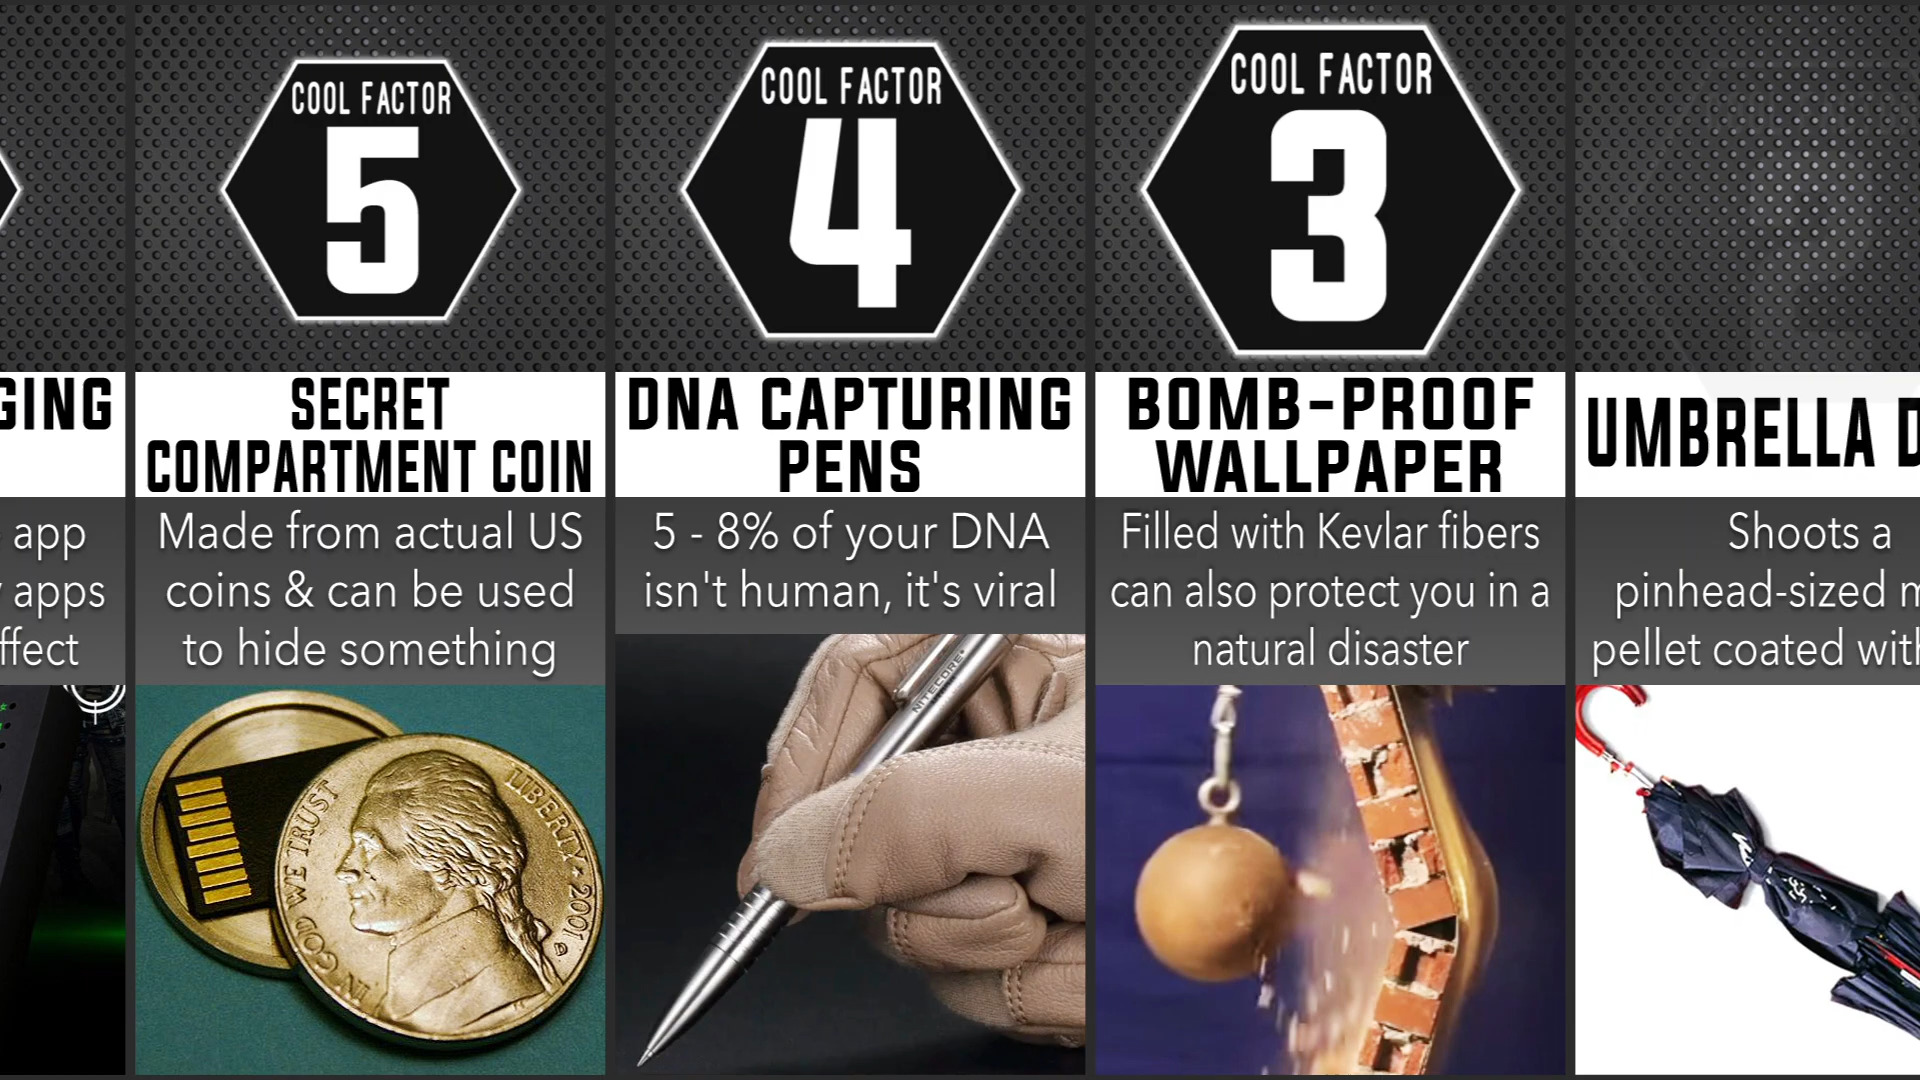 GING
app
apps
ffect
COOL FACTOR
5
SECRET
COMPARTMENT COIN
Made from actual US
coins & can be used
to hide something
IN GOD WE TRUST
LIBERTY
2001
D
COOL FACTOR
4
DNA CAPTURING
PENS
5 - 8% of your DNA
isn't human, it's viral
NITECORE
COOL FACTOR
3
BOMB-PROOF
WALLPAPER
Filled with Kevlar fibers
can also protect you in a
natural disaster
UMBRELLA D
Shoots a
pinhead-sized m
pellet coated with